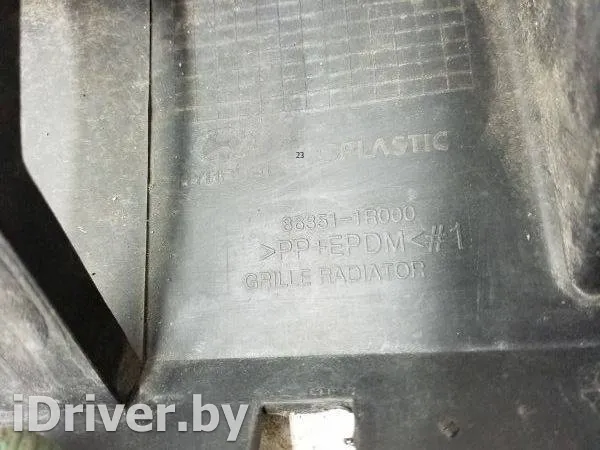 23
PLASTIC
86351-1R000
>PP+EPDM<#1
GRILLE RADIATOR
iDriver.by